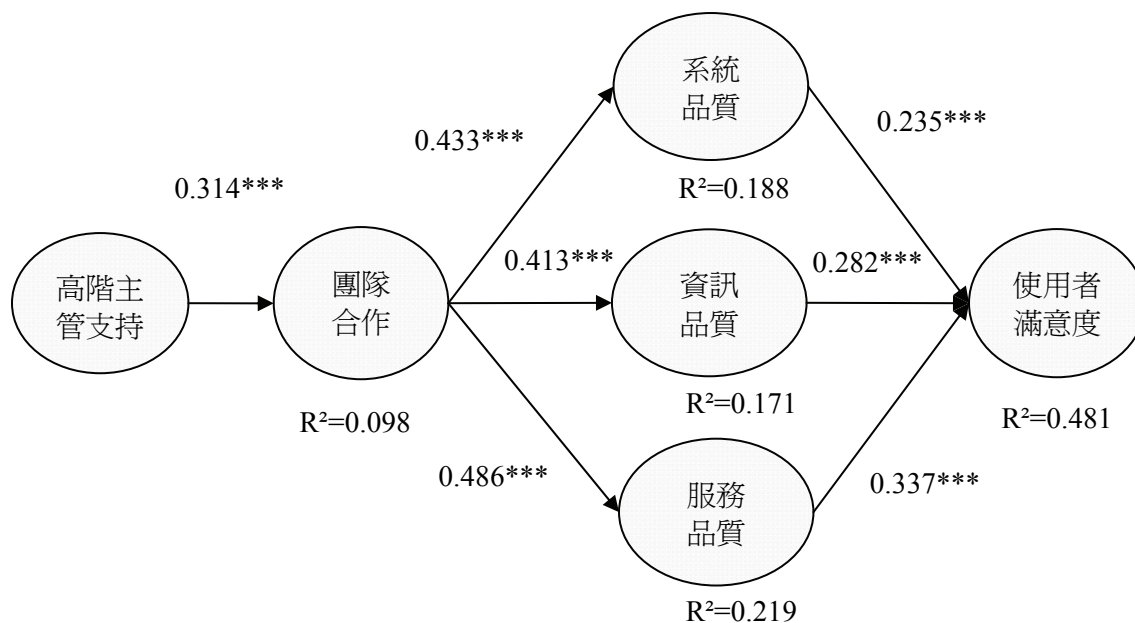 系統
品質
0.433***
0.235***
0.314***
R²=0.188
高階主
管支持
團隊
合作
0.413***
資訊
品質
0.282***
使用者
滿意度
R²=0.098
R²=0.171
R²=0.481
0.486***
服務
品質
0.337***
R²=0.219